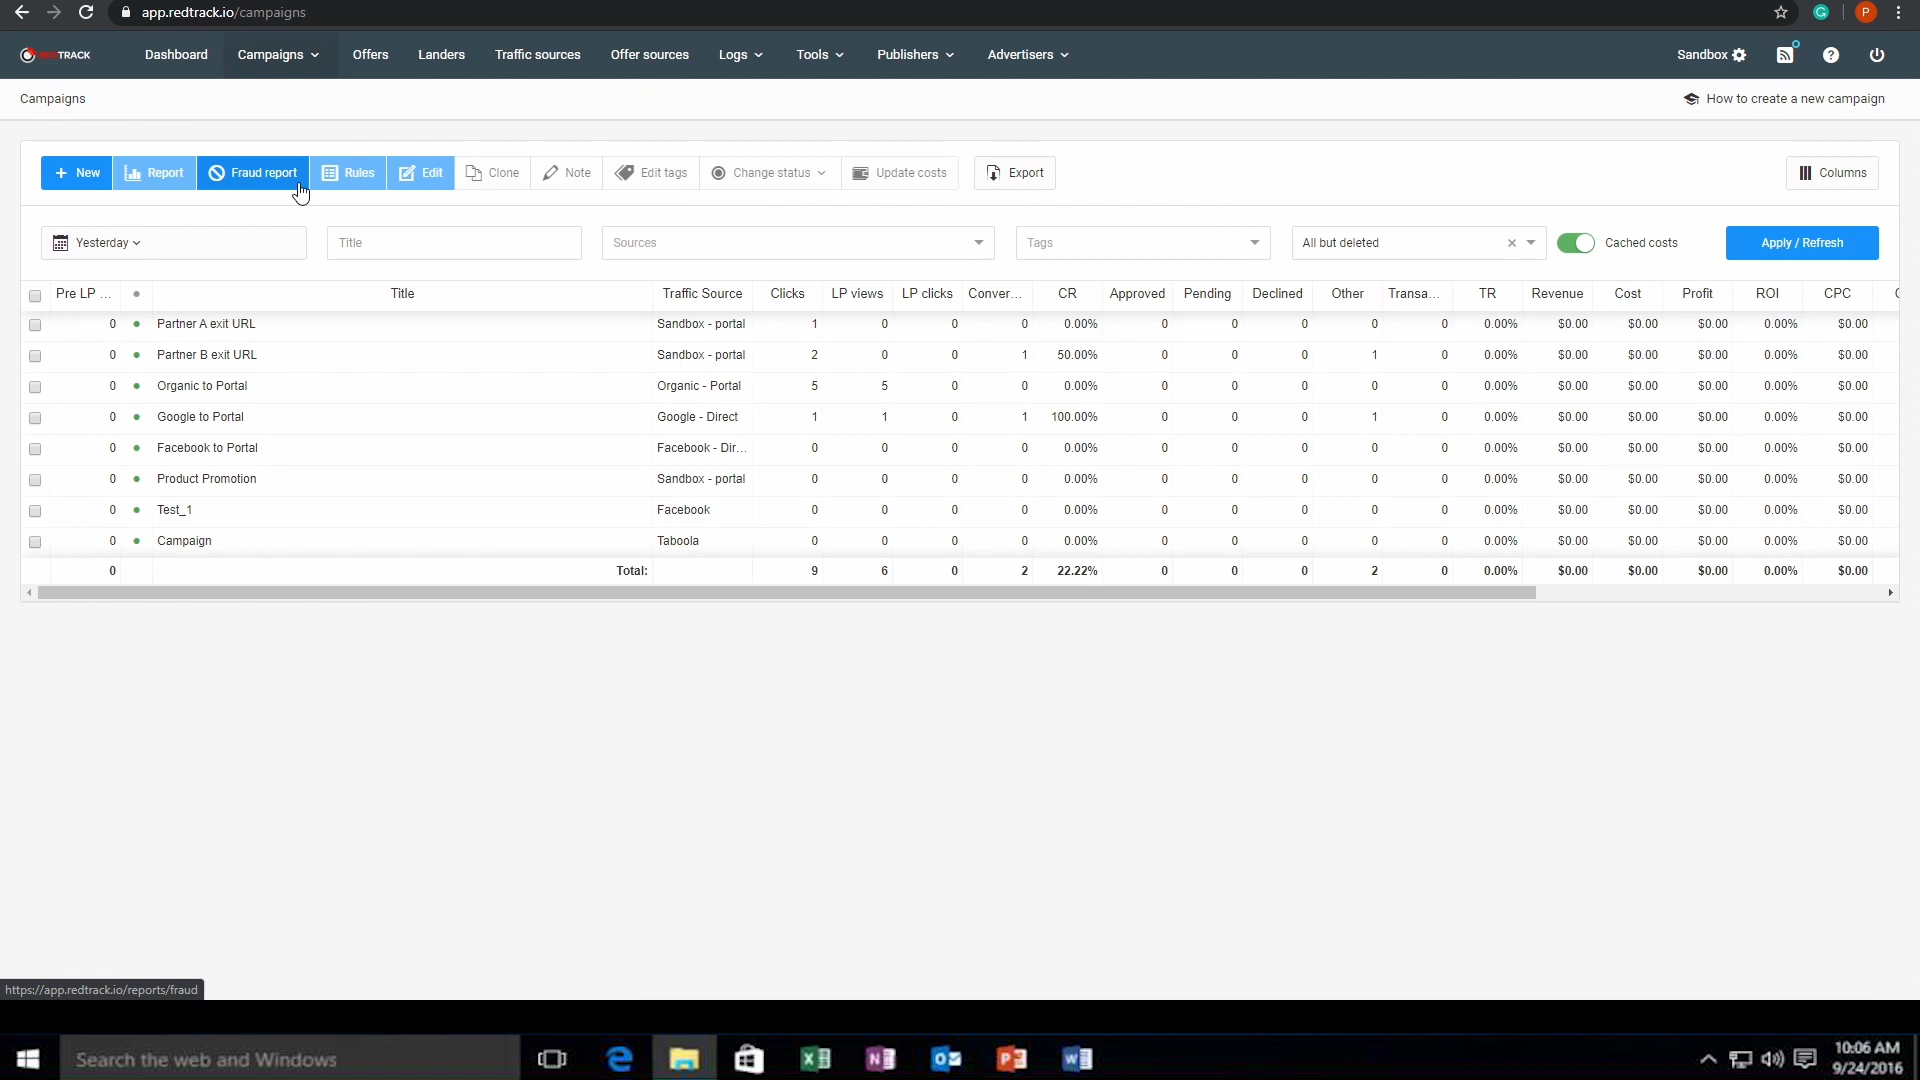 app.redtrack.io/campaigns
P
TRACK Dashboard Campaigns Offers Landers Traffic sources Offer sources Logs Tools Publishers Advertisers Sandbox
Campaigns How to create a new campaign
+ New Report Fraud report Rules Edit Clone Note Edit tags Change status Update costs Export Columns
Yesterday Title Sources Tags All but deleted × Cached costs Apply / Refresh
Pre LP ... Title Traffic Source Clicks LP views LP clicks Conver... CR Approved Pending Declined Other Transa... TR Revenue Cost Profit ROI CPC
0 Partner A exit URL Sandbox - portal 1 0 0 0 0.00% 0 0 0 0 0 0.00% $0.00 $0.00 $0.00 0.00% $0.00
0 Partner B exit URL Sandbox - portal 2 0 0 1 50.00% 0 0 0 1 0 0.00% $0.00 $0.00 $0.00 0.00% $0.00
0 Organic to Portal Organic - Portal 5 5 0 0 0.00% 0 0 0 0 0 0.00% $0.00 $0.00 $0.00 0.00% $0.00
0 Google to Portal Google - Direct 1 1 0 1 100.00% 0 0 0 1 0 0.00% $0.00 $0.00 $0.00 0.00% $0.00
0 Facebook to Portal Facebook - Dir... 0 0 0 0 0.00% 0 0 0 0 0 0.00% $0.00 $0.00 $0.00 0.00% $0.00
0 Product Promotion Sandbox - portal 0 0 0 0 0.00% 0 0 0 0 0 0.00% $0.00 $0.00 $0.00 0.00% $0.00
0 Test_1 Facebook 0 0 0 0 0.00% 0 0 0 0 0 0.00% $0.00 $0.00 $0.00 0.00% $0.00
0 Campaign Taboola 0 0 0 0 0.00% 0 0 0 0 0 0.00% $0.00 $0.00 $0.00 0.00% $0.00
0 Total: 9 6 0 2 22.22% 0 0 0 2 0 0.00% $0.00 $0.00 $0.00 0.00% $0.00
https://app.redtrack.io/reports/fraud
Search the web and Windows
10:06 AM
9/24/2016